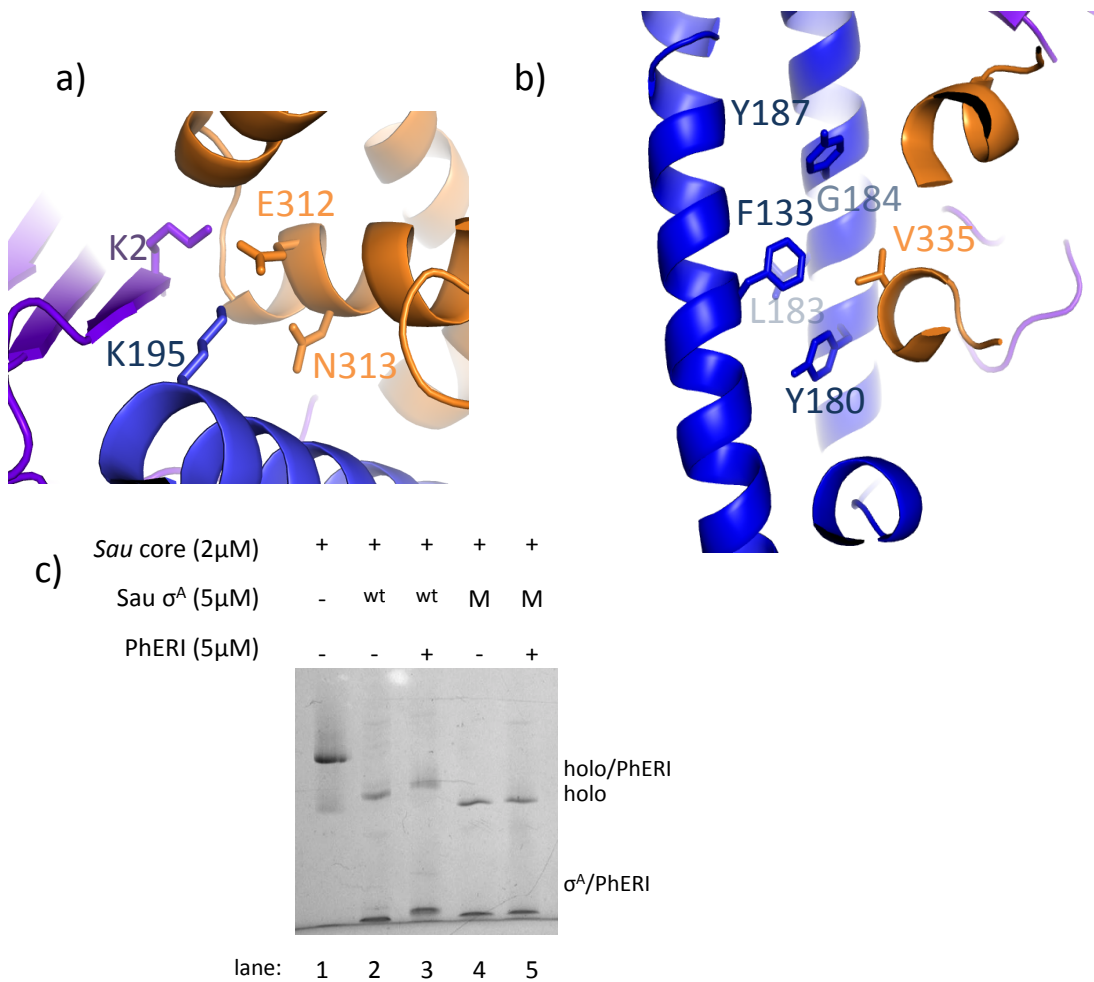 a)
E312
K2
K195
N313
b)
Y187
G184
F133
V335
L183
Y180
c)
Sau core (2μM) + + + + +
Sau σᴬ (5μM) - wt wt M M
PhERI (5μM) - - + - +
holo/PhERI
holo
σᴬ/PhERI
lane: 1 2 3 4 5